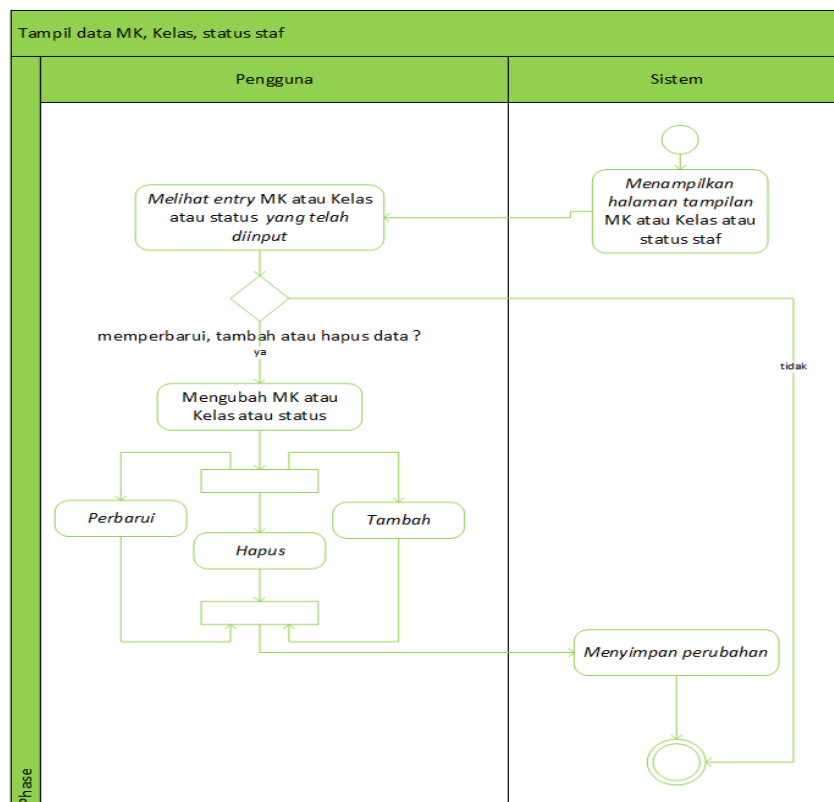 Tampil data MK, Kelas, status staf
Pengguna
Sistem
Menampilkan
halaman tampilan
MK atau Kelas atau
status staf
Melihat entry MK atau Kelas
atau status yang telah
diinput
memperbarui, tambah atau hapus data ?
ya
tidak
Mengubah MK atau
Kelas atau status
Perbarui
Hapus
Tambah
Menyimpan perubahan
Phase